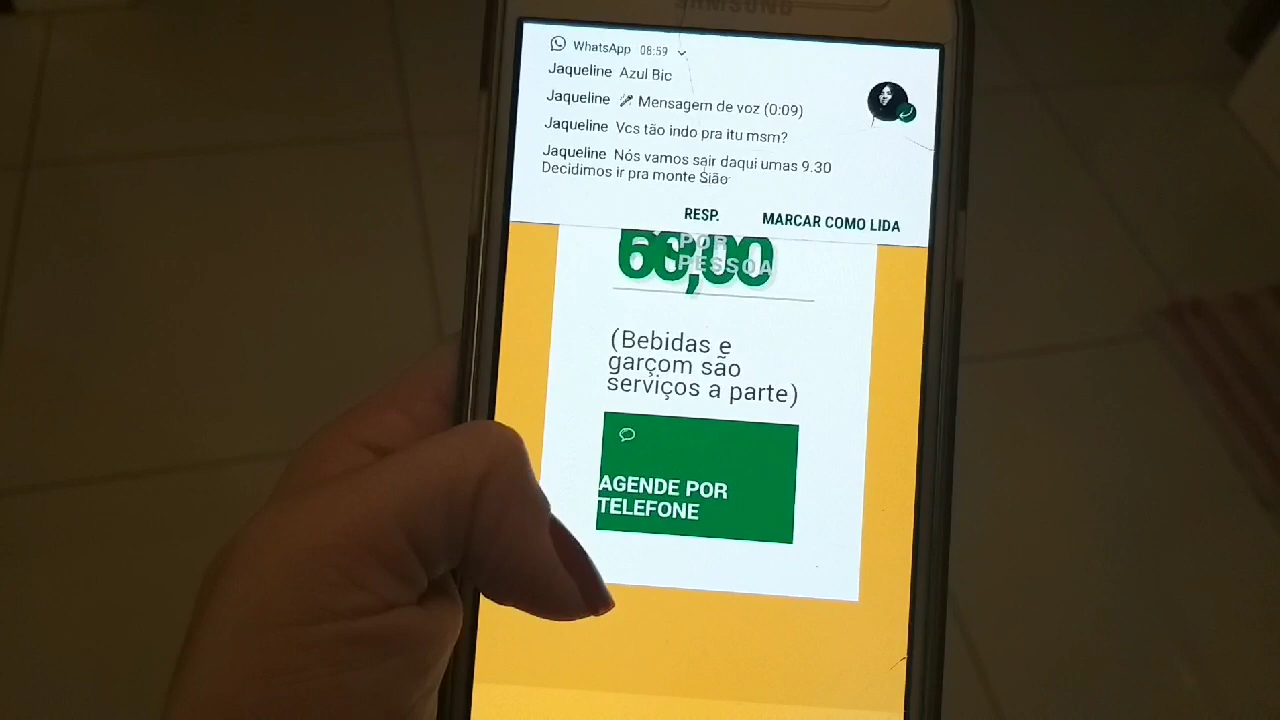 SAMSUNG
WhatsApp 08:59
Jaqueline Azul Bic
Jaqueline 🎤 Mensagem de voz (0:09)
Jaqueline Vcs tão indo pra itu msm?
Jaqueline Nós vamos sair daqui umas 9.30
Decidimos ir pra monte Sião
RESP. MARCAR COMO LIDA
POR
PESSOA
(Bebidas e
garçom são
serviços a parte)
AGENDE POR
TELEFONE